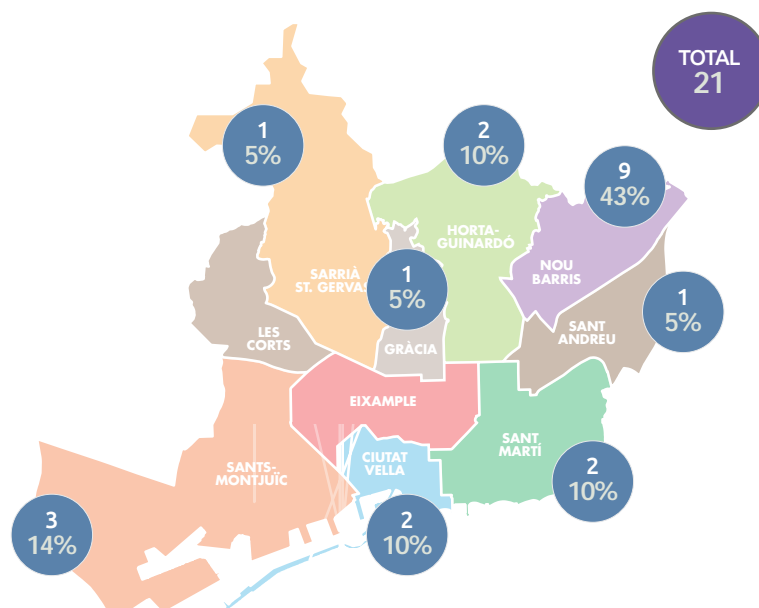 TOTAL
21
1
5%
2
10%
9
43%
HORTA-
GUINARDÓ
NOU
BARRIS
SARRIÀ
ST. GERVAS
1
5%
1
5%
SANT
ANDREU
LES
CORTS
GRÀCIA
EIXAMPLE
SANT
MARTÍ
CIUTAT
VELLA
SANTS-
MONTJUÏC
2
10%
3
14%
2
10%